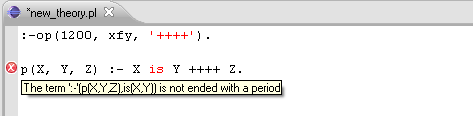 *new_theory.pl
:-op(1200, xfy, '++++').
p(X, Y, Z) :- X is Y ++++ Z.
The term ':-'(p(X,Y,Z),is(X,Y)) is not ended with a period